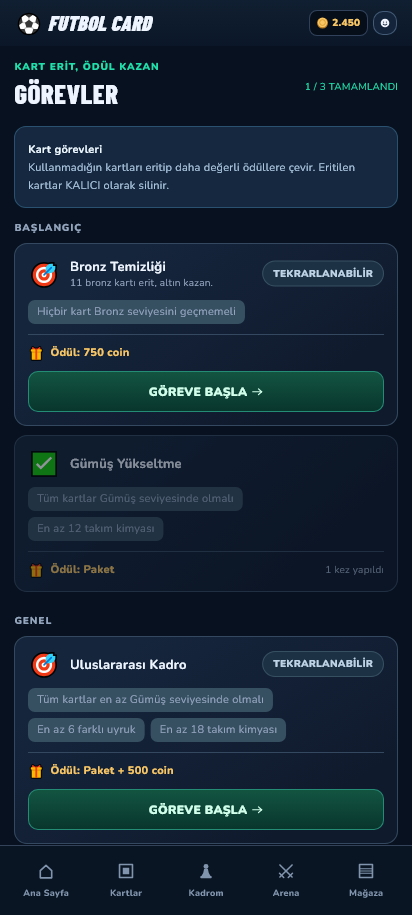 FUTBOL CARD
2.450
KART ERİT, ÖDÜL KAZAN
GÖREVLER
1 / 3 TAMAMLANDI
Kart görevleri
Kullanmadığın kartları eritip daha değerli ödüllere çevir. Eritilen
kartlar KALICI olarak silinir.
BAŞLANGIÇ
Bronz Temizliği
11 bronz kartı erit, altın kazan.
TEKRARLANABİLİR
Hiçbir kart Bronz seviyesini geçmemeli
Ödül: 750 coin
GÖREVE BAŞLA →
Gümüş Yükseltme
Tüm kartlar Gümüş seviyesinde olmalı
En az 12 takım kimyası
Ödül: Paket
1 kez yapıldı
GENEL
Uluslararası Kadro
TEKRARLANABİLİR
Tüm kartlar en az Gümüş seviyesinde olmalı
En az 6 farklı uyruk
En az 18 takım kimyası
Ödül: Paket + 500 coin
GÖREVE BAŞLA →
Ana Sayfa
Kartlar
Kadrom
Arena
Mağaza